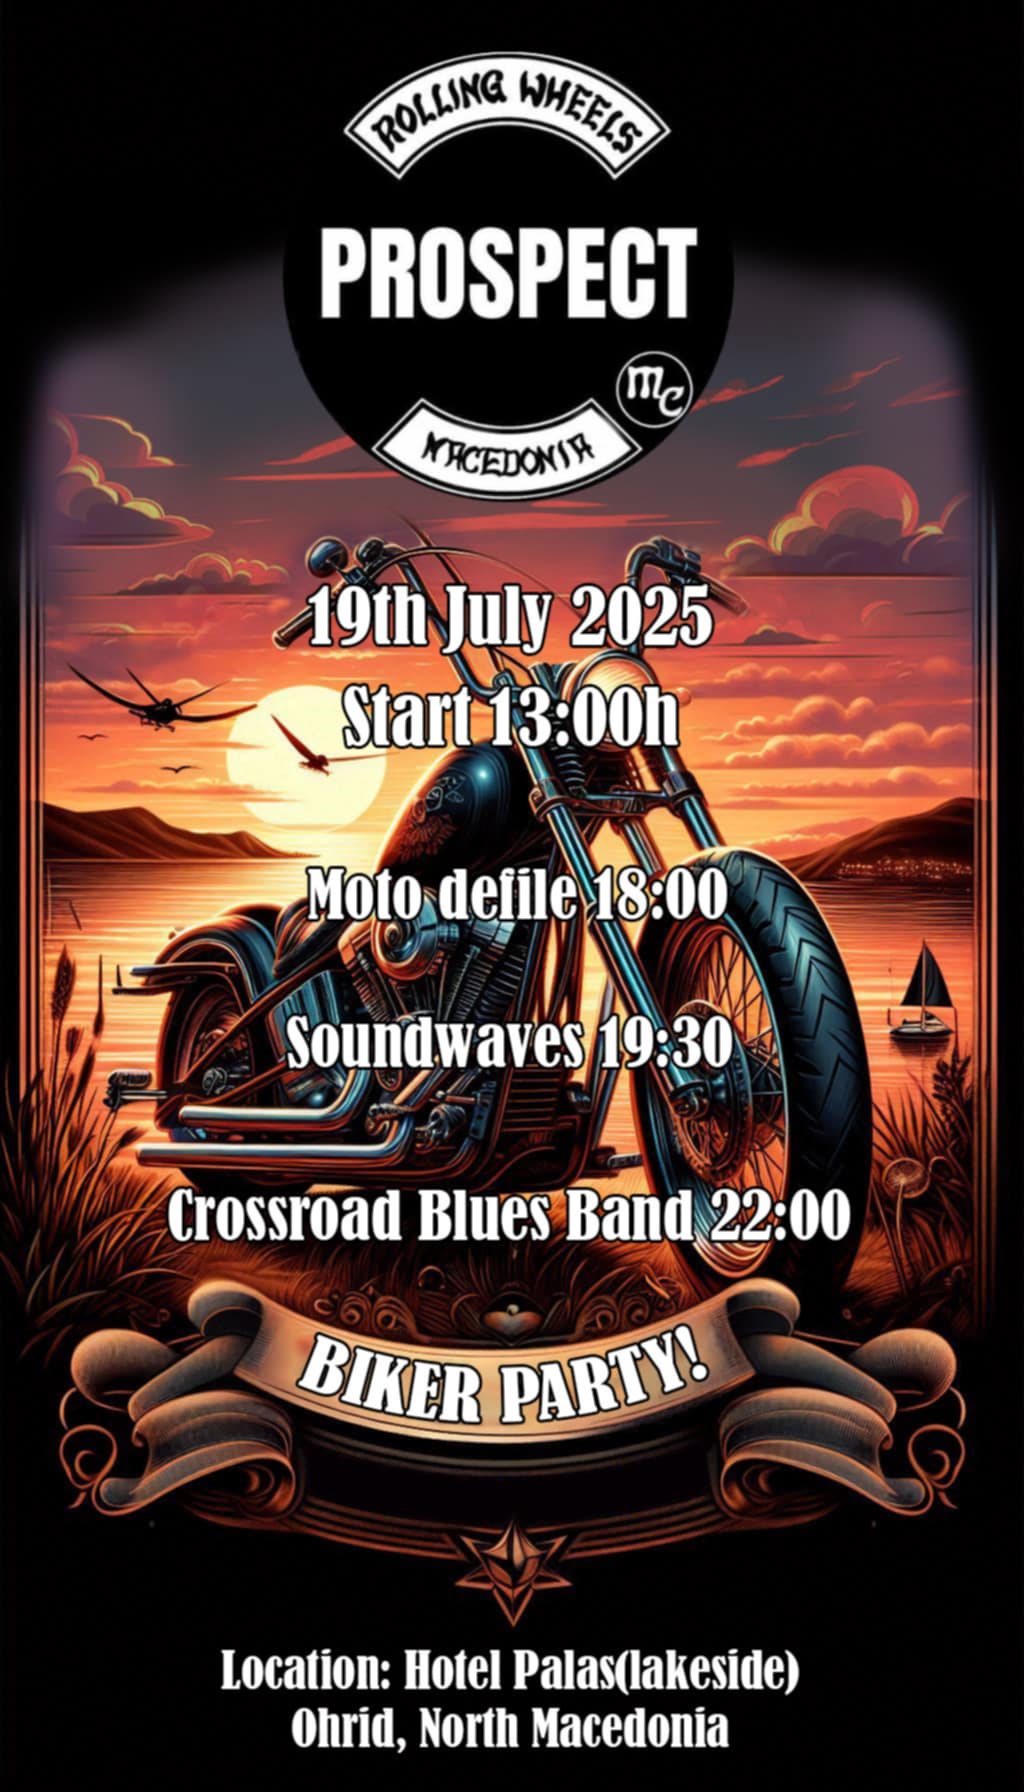 ROLLING WHEELS
PROSPECT
MC
MACEDONIA
19th July 2025
Start 13:00h
Moto defile 18:00
Soundwaves 19:30
Crossroad Blues Band 22:00
BIKER PARTY!
Location: Hotel Palas(lakeside)
Ohrid, North Macedonia